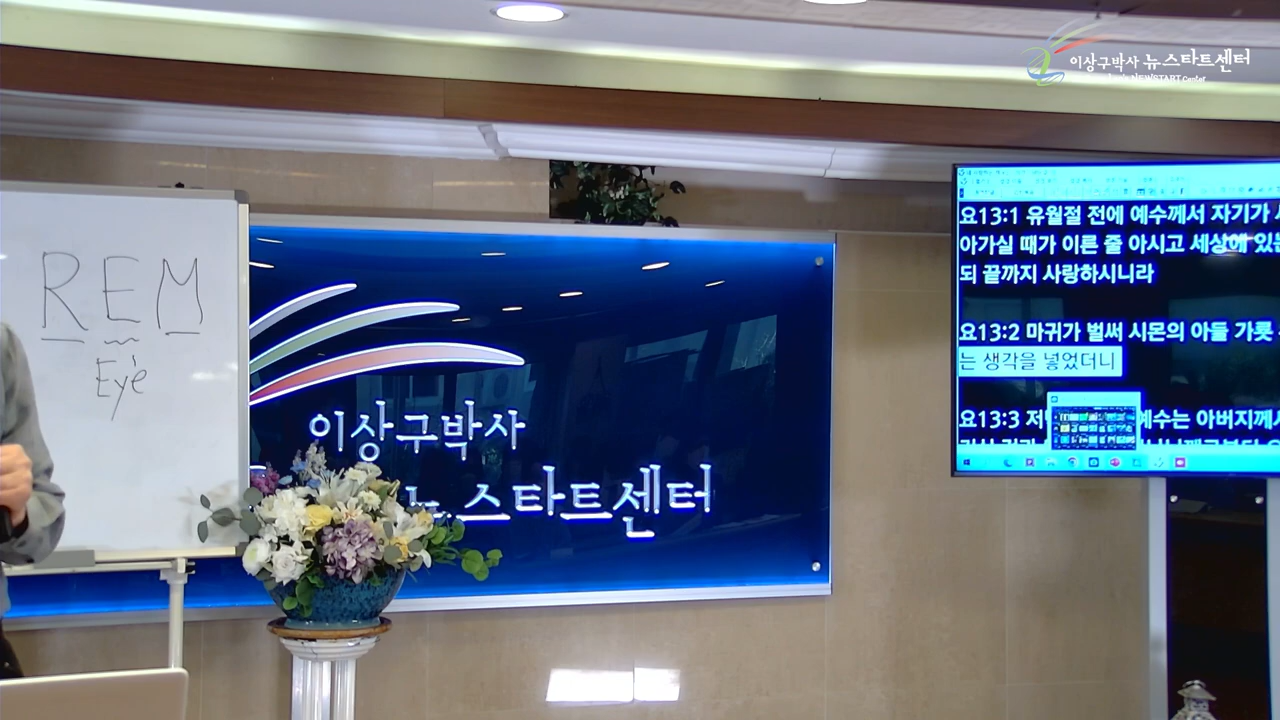 이상구박사 뉴스타트센터
NEWSTART Center
REM
Eye
이상구박사
뉴스타트센터
요13:1 유월절 전에 예수께서 자기가
아가실 때가 이른 줄 아시고 세상에 있는
되 끝까지 사랑하시니라
요13:2 마귀가 벌써 시몬의 아들 가룟
는 생각을 넣었더니
요13:3 예수는 아버지께서